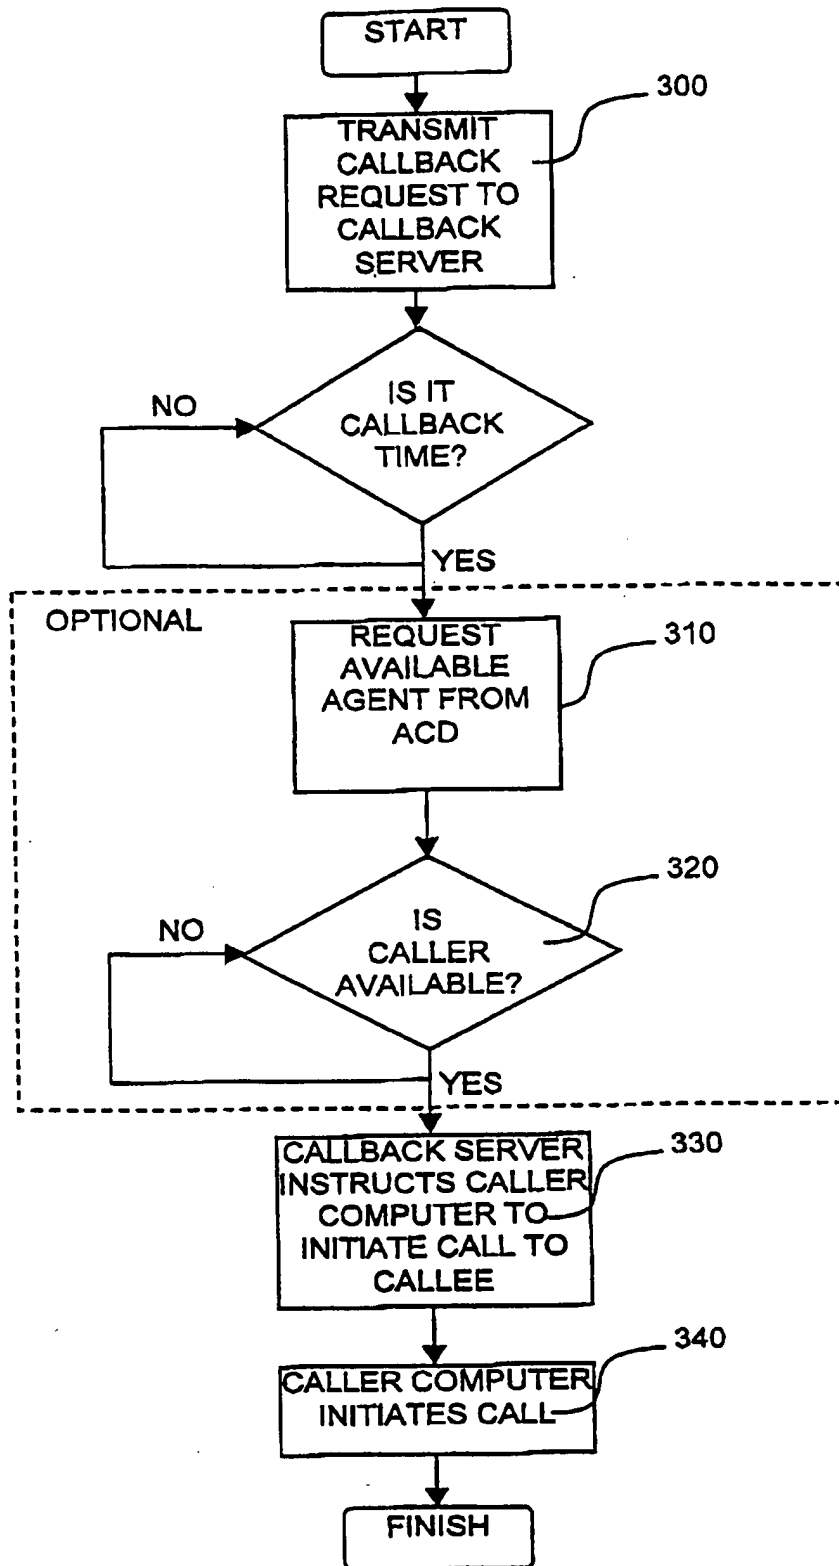 START
300
TRANSMIT
CALLBACK
REQUEST TO
CALLBACK
SERVER
IS IT
CALLBACK
TIME?
NO
YES
OPTIONAL
310
REQUEST
AVAILABLE
AGENT FROM
ACD
320
IS
CALLER
AVAILABLE?
NO
YES
330
CALLBACK SERVER
INSTRUCTS CALLER
COMPUTER TO
INITIATE CALL TO
CALLEE
340
CALLER COMPUTER
INITIATES CALL
FINISH